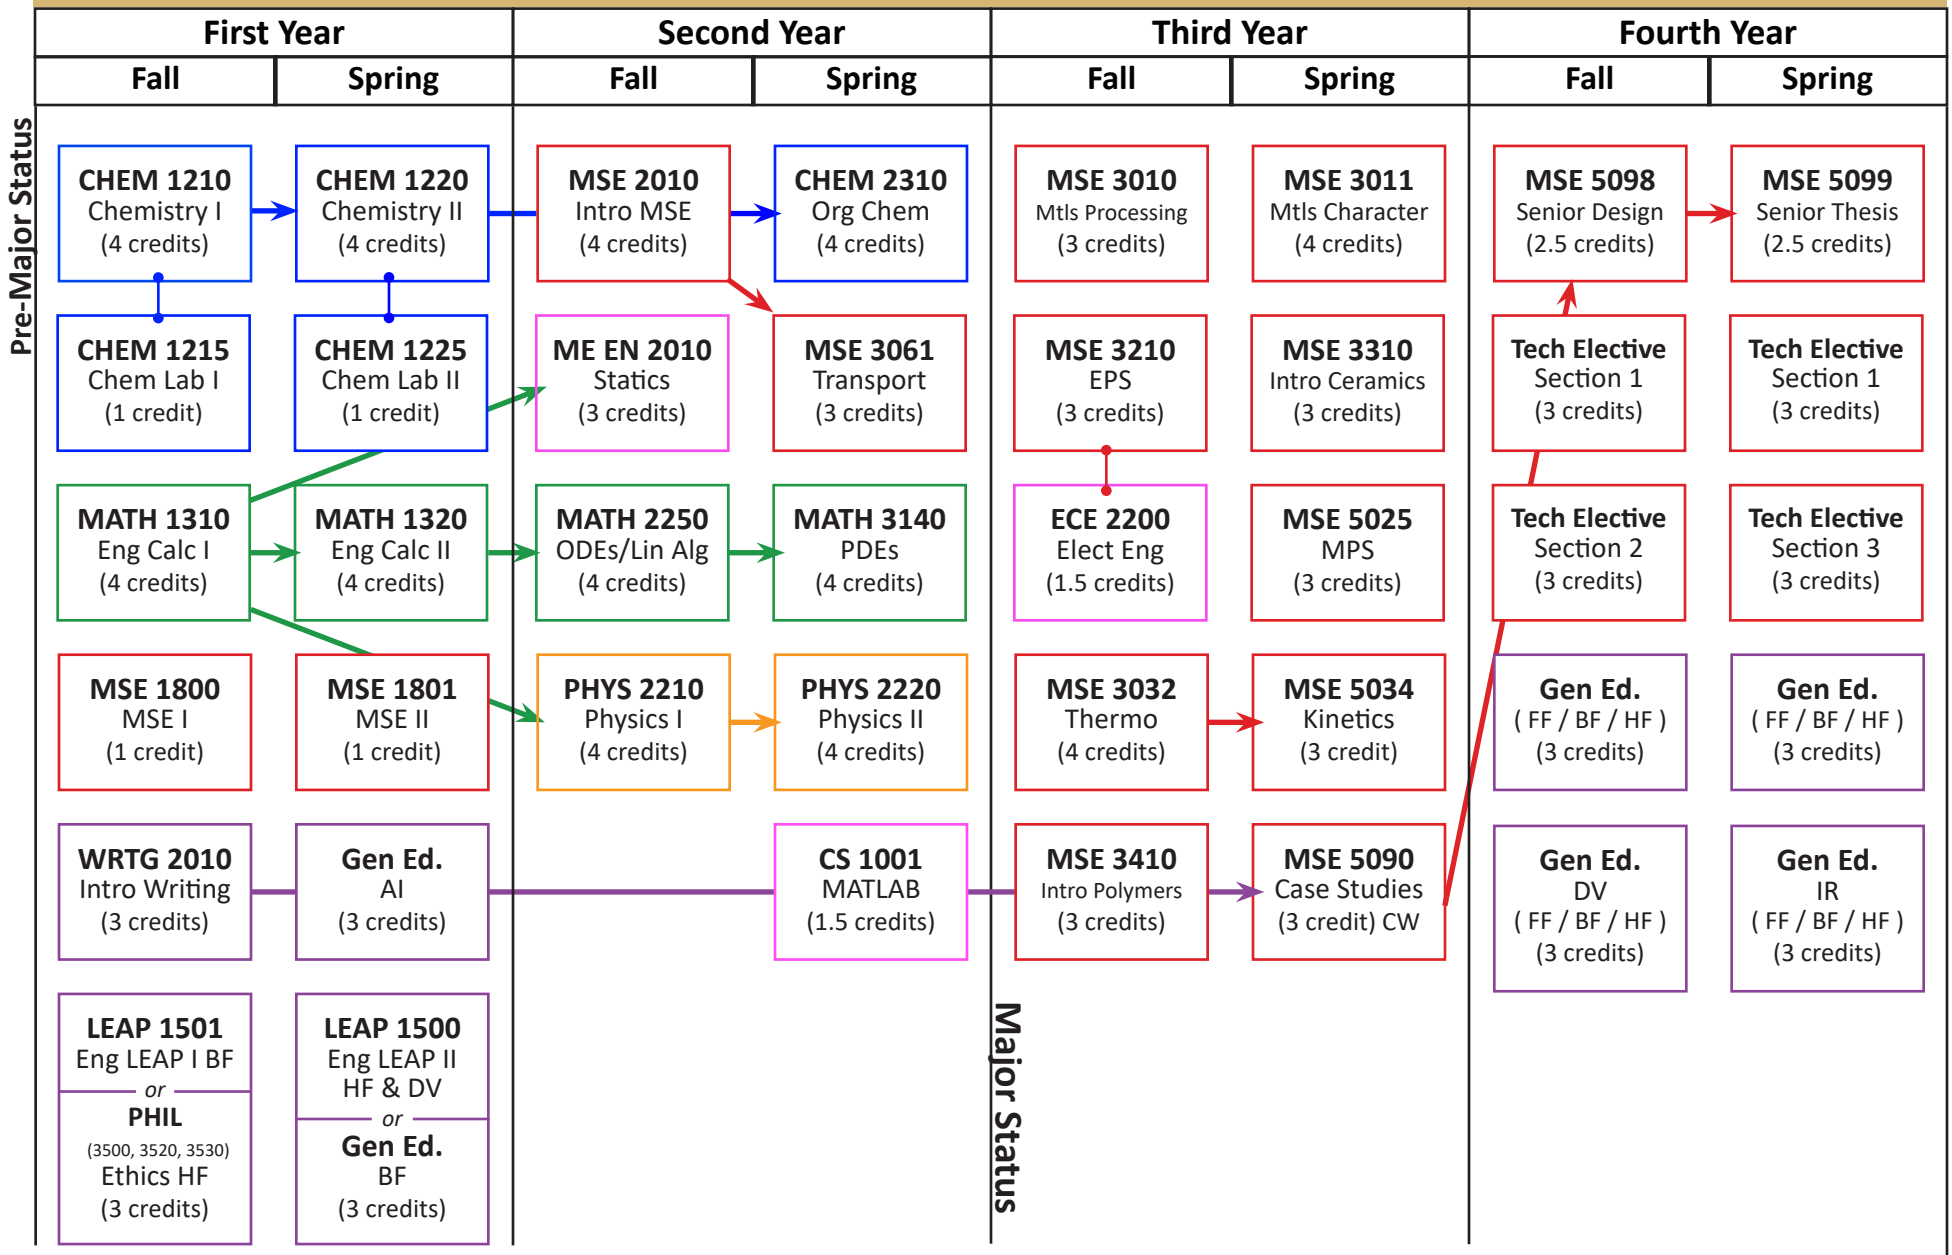 First Year
Second Year
Third Year
Fourth Year
Fall
Spring
Fall
Spring
Fall
Spring
Fall
Spring
Pre-Major Status
CHEM 1210
Chemistry I
(4 credits)
CHEM 1220
Chemistry II
(4 credits)
MSE 2010
Intro MSE
(4 credits)
CHEM 2310
Org Chem
(4 credits)
MSE 3010
Mtls Processing
(3 credits)
MSE 3011
Mtls Character
(4 credits)
MSE 5098
Senior Design
(2.5 credits)
MSE 5099
Senior Thesis
(2.5 credits)
CHEM 1215
Chem Lab I
(1 credit)
CHEM 1225
Chem Lab II
(1 credit)
ME EN 2010
Statics
(3 credits)
MSE 3061
Transport
(3 credits)
MSE 3210
EPS
(3 credits)
MSE 3310
Intro Ceramics
(3 credits)
Tech Elective
Section 1
(3 credits)
Tech Elective
Section 1
(3 credits)
MATH 1310
Eng Calc I
(4 credits)
MATH 1320
Eng Calc II
(4 credits)
MATH 2250
ODEs/Lin Alg
(4 credits)
MATH 3140
PDEs
(4 credits)
ECE 2200
Elect Eng
(1.5 credits)
MSE 5025
MPS
(3 credits)
Tech Elective
Section 2
(3 credits)
Tech Elective
Section 3
(3 credits)
MSE 1800
MSE I
(1 credit)
MSE 1801
MSE II
(1 credit)
PHYS 2210
Physics I
(4 credits)
PHYS 2220
Physics II
(4 credits)
MSE 3032
Thermo
(4 credits)
MSE 5034
Kinetics
(3 credit)
Gen Ed.
( FF / BF / HF )
(3 credits)
Gen Ed.
( FF / BF / HF )
(3 credits)
WRTG 2010
Intro Writing
(3 credits)
Gen Ed.
AI
(3 credits)
CS 1001
MATLAB
(1.5 credits)
MSE 3410
Intro Polymers
(3 credits)
MSE 5090
Case Studies
(3 credit) CW
Gen Ed.
DV
( FF / BF / HF )
(3 credits)
Gen Ed.
IR
( FF / BF / HF )
(3 credits)
LEAP 1501
Eng LEAP I BF
or
PHIL
(3500, 3520, 3530)
Ethics HF
(3 credits)
LEAP 1500
Eng LEAP II
HF & DV
or
Gen Ed.
BF
(3 credits)
Major Status